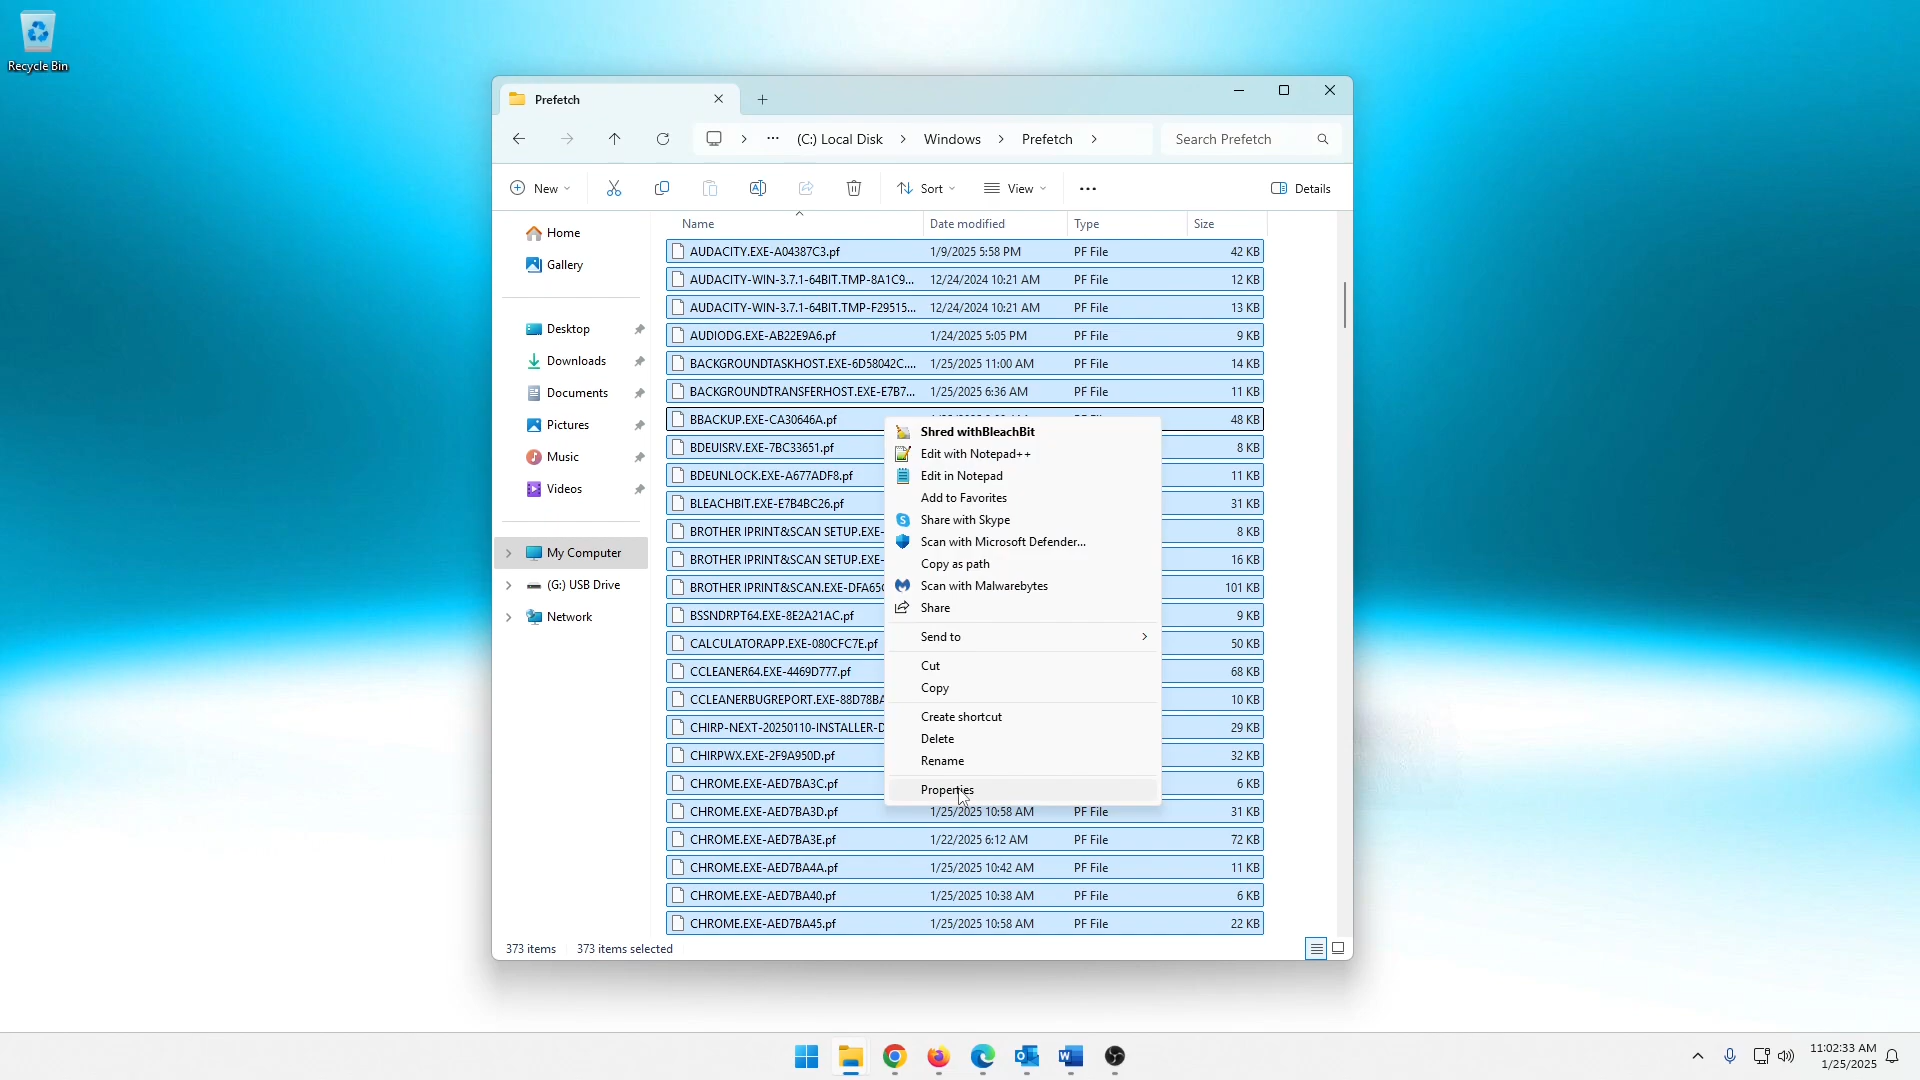 Recycle Bin
Prefetch
(C:) Local Disk
Windows
Prefetch
Search Prefetch
New
Sort
View
Details
Name
Date modified
Type
Size
Home
Gallery
Desktop
Downloads
Documents
Pictures
Music
Videos
My Computer
(G:) USB Drive
Network
AUDACITY.EXE-A04387C3.pf 1/9/2025 5:58 PM PF File 42 KB
AUDACITY-WIN-3.7.1-64BIT.TMP-8A1C9... 12/24/2024 10:21 AM PF File 12 KB
AUDACITY-WIN-3.7.1-64BIT.TMP-F29515... 12/24/2024 10:21 AM PF File 13 KB
AUDIODG.EXE-AB22E9A6.pf 1/24/2025 5:05 PM PF File 9 KB
BACKGROUNDTASKHOST.EXE-6D58042C.... 1/25/2025 11:00 AM PF File 14 KB
BACKGROUNDTRANSFERHOST.EXE-E7B7... 1/25/2025 6:36 AM PF File 11 KB
BBACKUP.EXE-CA30646A.pf 48 KB
BDEUISRV.EXE-7BC33651.pf 8 KB
BDEUNLOCK.EXE-A677ADF8.pf 11 KB
BLEACHBIT.EXE-E7B4BC26.pf 31 KB
BROTHER IPRINT&SCAN SETUP.EXE- 8 KB
BROTHER IPRINT&SCAN SETUP.EXE- 16 KB
BROTHER IPRINT&SCAN.EXE-DFA65 101 KB
BSSNDRPT64.EXE-8E2A21AC.pf 9 KB
CALCULATORAPP.EXE-080CFC7E.pf 50 KB
CCLEANER64.EXE-4469D777.pf 68 KB
CCLEANERBUGREPORT.EXE-88D78BA 10 KB
CHIRP-NEXT-20250110-INSTALLER-D 29 KB
CHIRPWX.EXE-2F9A950D.pf 32 KB
CHROME.EXE-AED7BA3C.pf 6 KB
CHROME.EXE-AED7BA3D.pf 1/25/2025 10:58 AM PF File 31 KB
CHROME.EXE-AED7BA3E.pf 1/22/2025 6:12 AM PF File 72 KB
CHROME.EXE-AED7BA4A.pf 1/25/2025 10:42 AM PF File 11 KB
CHROME.EXE-AED7BA40.pf 1/25/2025 10:38 AM PF File 6 KB
CHROME.EXE-AED7BA45.pf 1/25/2025 10:58 AM PF File 22 KB
Shred withBleachBit
Edit with Notepad++
Edit in Notepad
Add to Favorites
Share with Skype
Scan with Microsoft Defender...
Copy as path
Scan with Malwarebytes
Share
Send to
Cut
Copy
Create shortcut
Delete
Rename
Properties
373 items
373 items selected
11:02:33 AM
1/25/2025